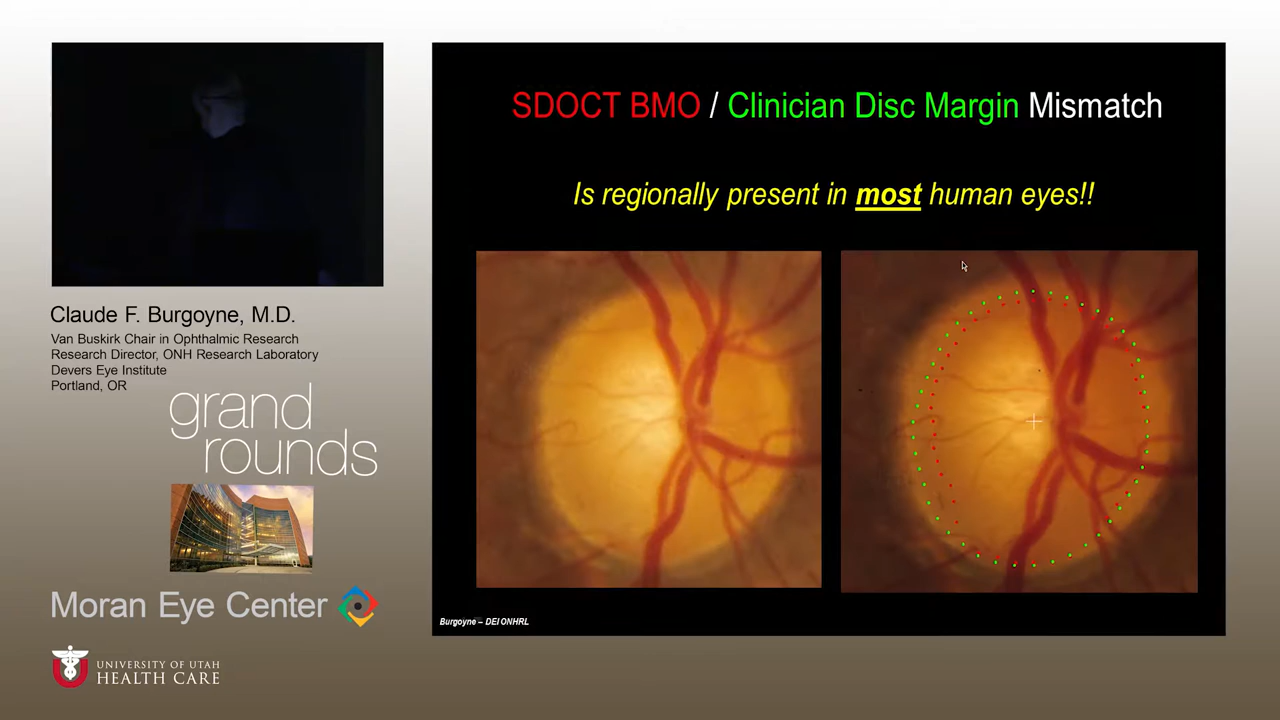 SDOCT BMO / Clinician Disc Margin Mismatch
Is regionally present in most human eyes!!
Burgoyne – DEI ONHRL
Claude F. Burgoyne, M.D.
Van Buskirk Chair in Ophthalmic Research
Research Director, ONH Research Laboratory
Devers Eye Institute
Portland, OR
grand
rounds
Moran Eye Center
UNIVERSITY OF UTAH
HEALTH CARE